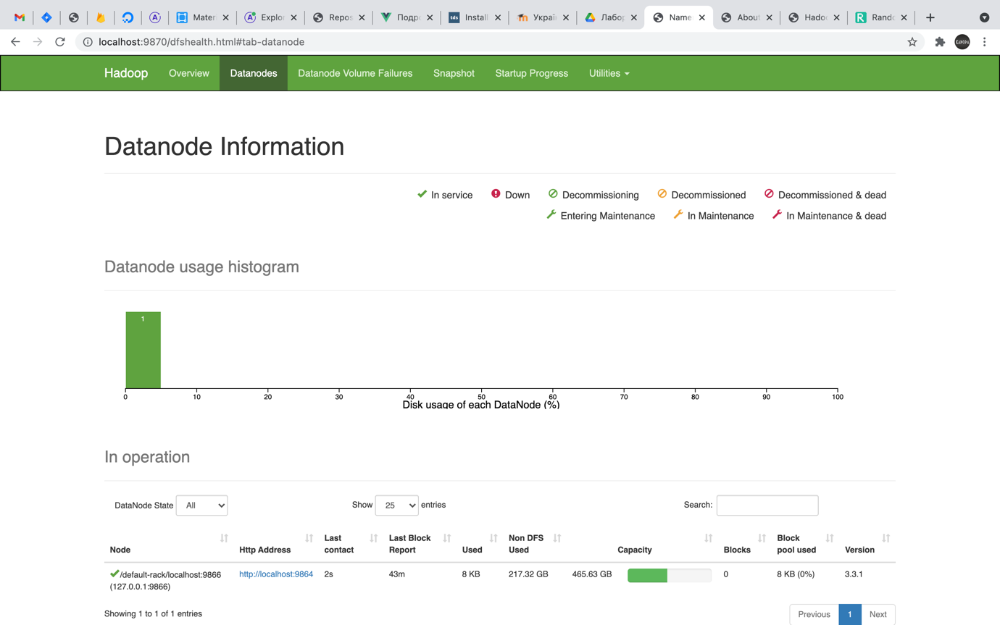 Mater
Explor
Repos
Подро
tds Install
Україн
Лабор
Name
About
Hadoo
Rando
localhost:9870/dfshealth.html#tab-datanode
Hadoop Overview Datanodes Datanode Volume Failures Snapshot Startup Progress Utilities
Datanode Information
In service Down Decommissioning Decommissioned Decommissioned & dead
Entering Maintenance In Maintenance In Maintenance & dead
Datanode usage histogram
1
0 10 20 30 40 50 60 70 80 90 100
Disk usage of each DataNode (%)
In operation
DataNode State All Show 25 entries Search:
Node Http Address Last contact Last Block Report Used Non DFS Used Capacity Blocks Block pool used Version
/default-rack/localhost:9866 http://localhost:9864 2s 43m 8 KB 217.32 GB 465.63 GB 0 8 KB (0%) 3.3.1
(127.0.0.1:9866)
Showing 1 to 1 of 1 entries Previous 1 Next